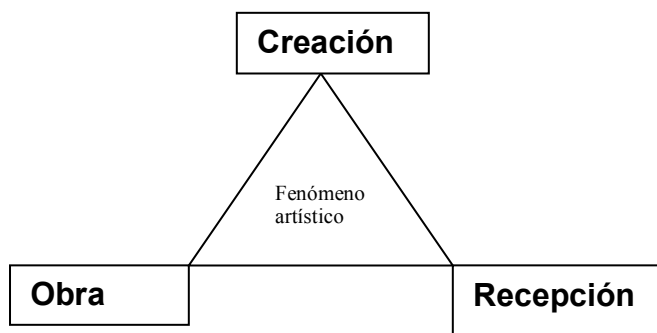 Creación
Fenómeno
artístico
Obra
Recepción